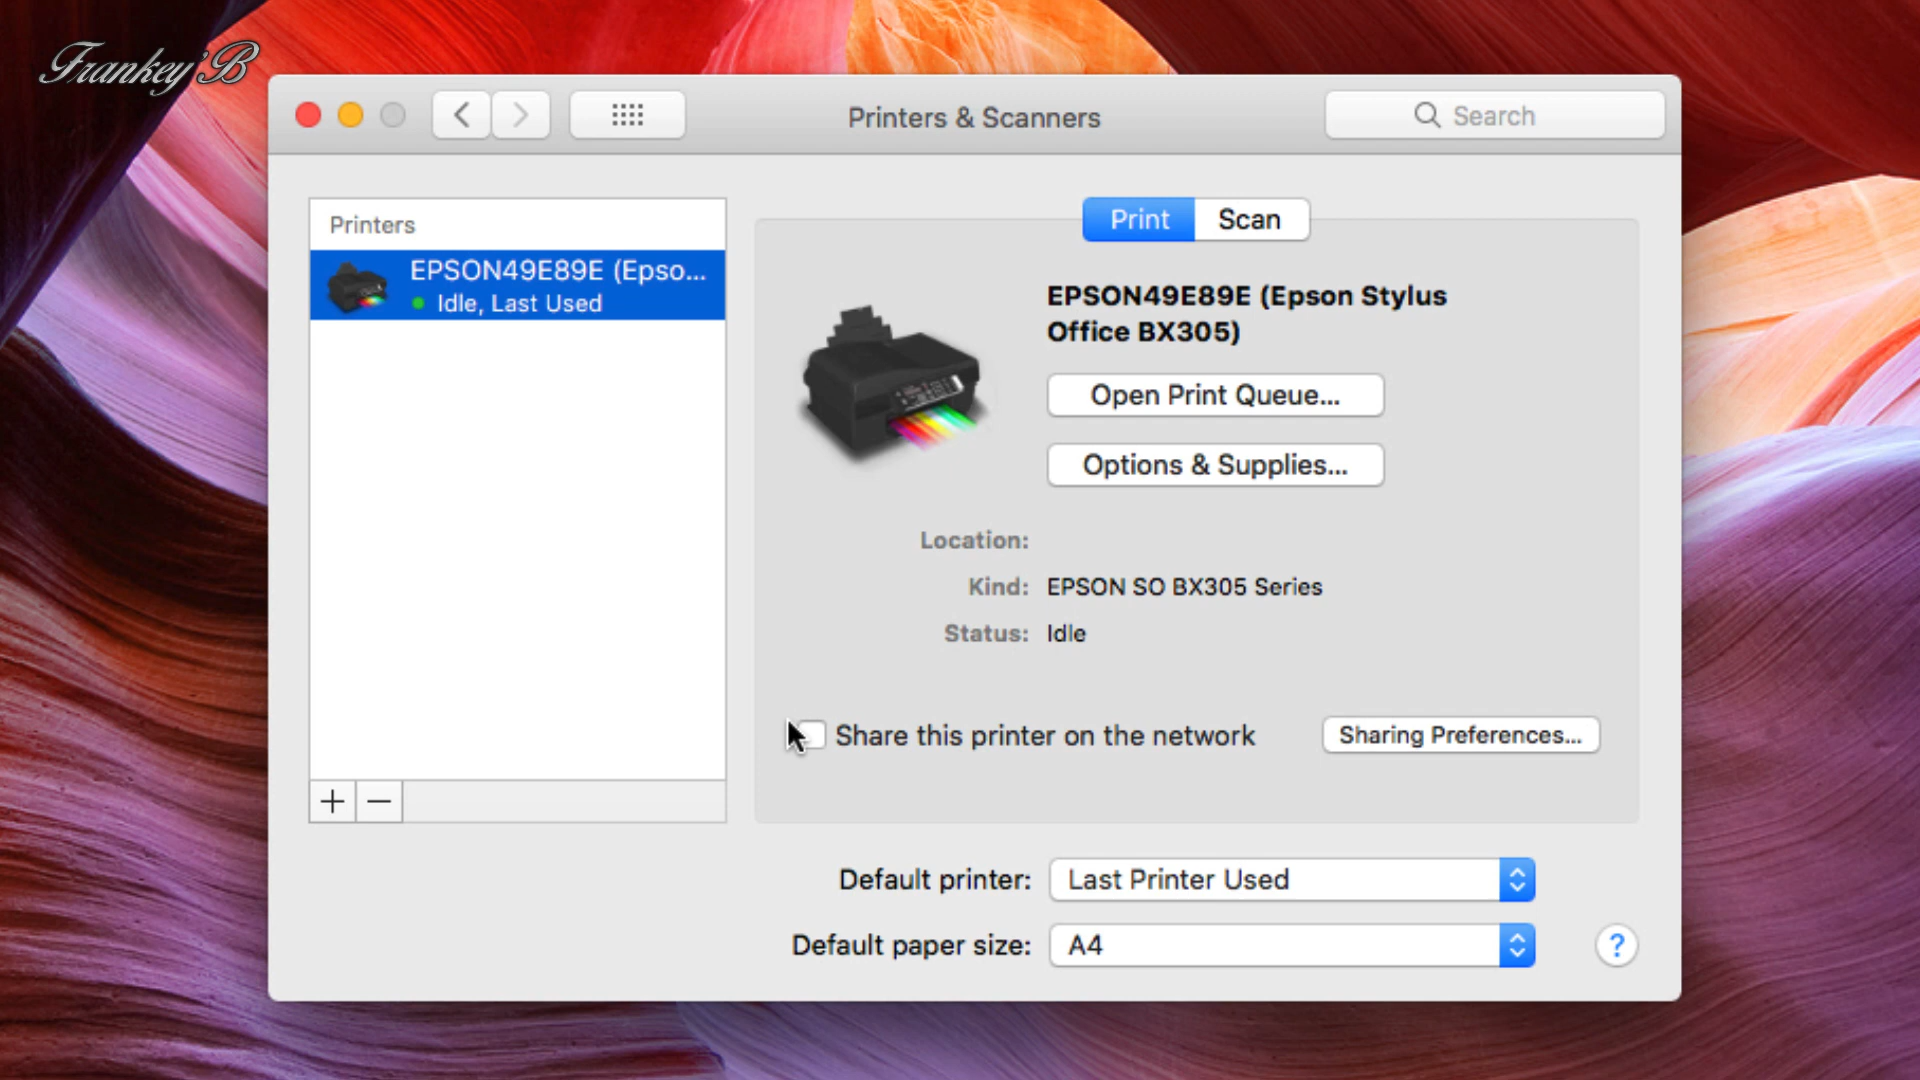 Frankey'B
Printers & Scanners
Search
Printers
EPSON49E89E (Epso...
Idle, Last Used
Print
Scan
EPSON49E89E (Epson Stylus
Office BX305)
Open Print Queue...
Options & Supplies...
Location:
Kind: EPSON SO BX305 Series
Status: Idle
Share this printer on the network
Sharing Preferences...
Default printer: Last Printer Used
Default paper size: A4
?